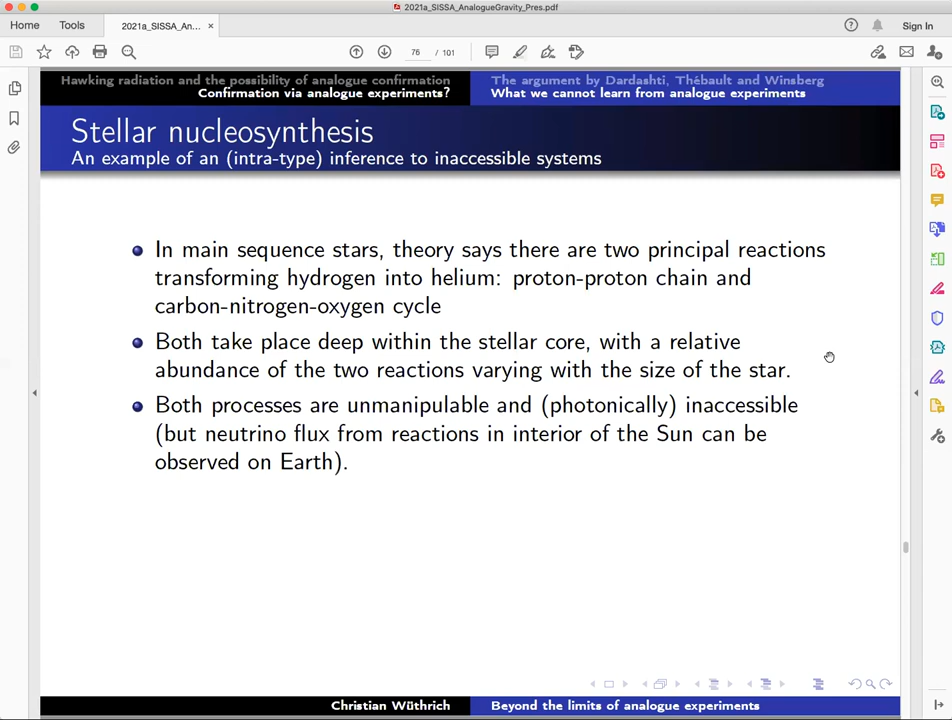 2021a_SISSA_AnalogueGravity_Pres.pdf
Home Tools 2021a_SISSA_An... × Sign In
76 / 101
Hawking radiation and the possibility of analogue confirmation
Confirmation via analogue experiments?
The argument by Dardashti, Thébault and Winsberg
What we cannot learn from analogue experiments
Stellar nucleosynthesis
An example of an (intra-type) inference to inaccessible systems
In main sequence stars, theory says there are two principal reactions
transforming hydrogen into helium: proton-proton chain and
carbon-nitrogen-oxygen cycle
Both take place deep within the stellar core, with a relative
abundance of the two reactions varying with the size of the star.
Both processes are unmanipulable and (photonically) inaccessible
(but neutrino flux from reactions in interior of the Sun can be
observed on Earth).
Christian Wüthrich
Beyond the limits of analogue experiments